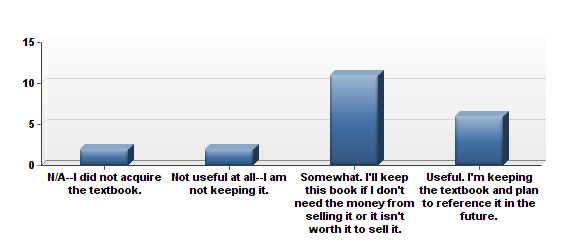 15
10
5
0
N/A--I did not acquire
the textbook.
Not useful at all--I am
not keeping it.
Somewhat. I'll keep
this book if I don't
need the money from
selling it or it isn't
worth it to sell it.
Useful. I'm keeping
the textbook and plan
to reference it in the
future.